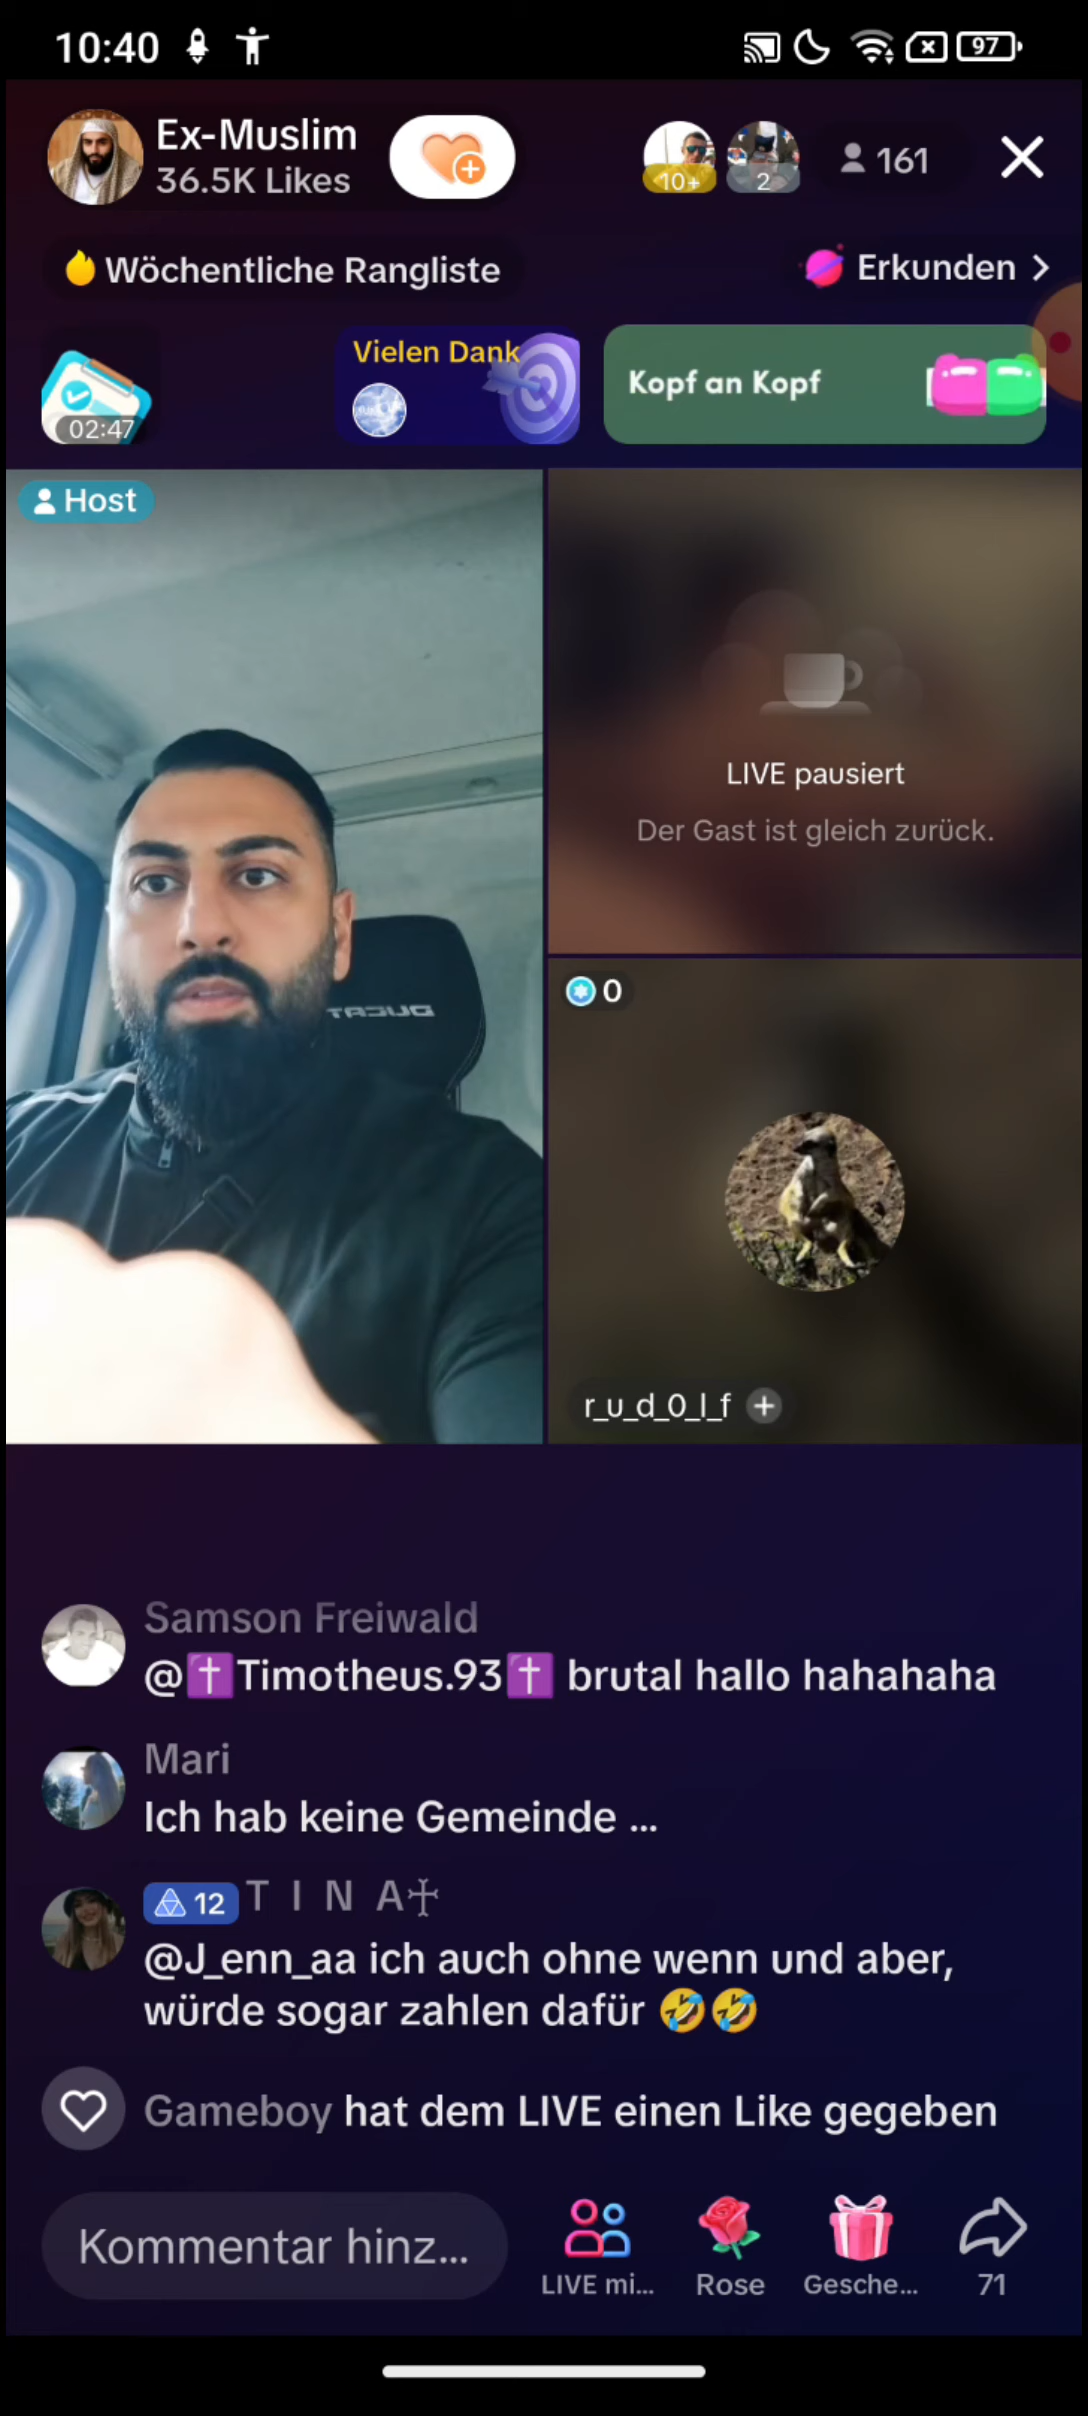 10:40
97
Ex-Muslim
36.5K Likes
10+
2
161
Wöchentliche Rangliste
Erkunden >
02:47
Vielen Dank
Kopf an Kopf
Host
LIVE pausiert
Der Gast ist gleich zurück.
0
r_u_d_0_l_f
Samson Freiwald
@✝️Timotheus.93✝️ brutal hallo hahahaha
Mari
Ich hab keine Gemeinde ...
12 T I N A☩
@J_enn_aa ich auch ohne wenn und aber,
würde sogar zahlen dafür 🤣🤣
Gameboy hat dem LIVE einen Like gegeben
Kommentar hinz...
LIVE mi...
Rose
Gesche...
71